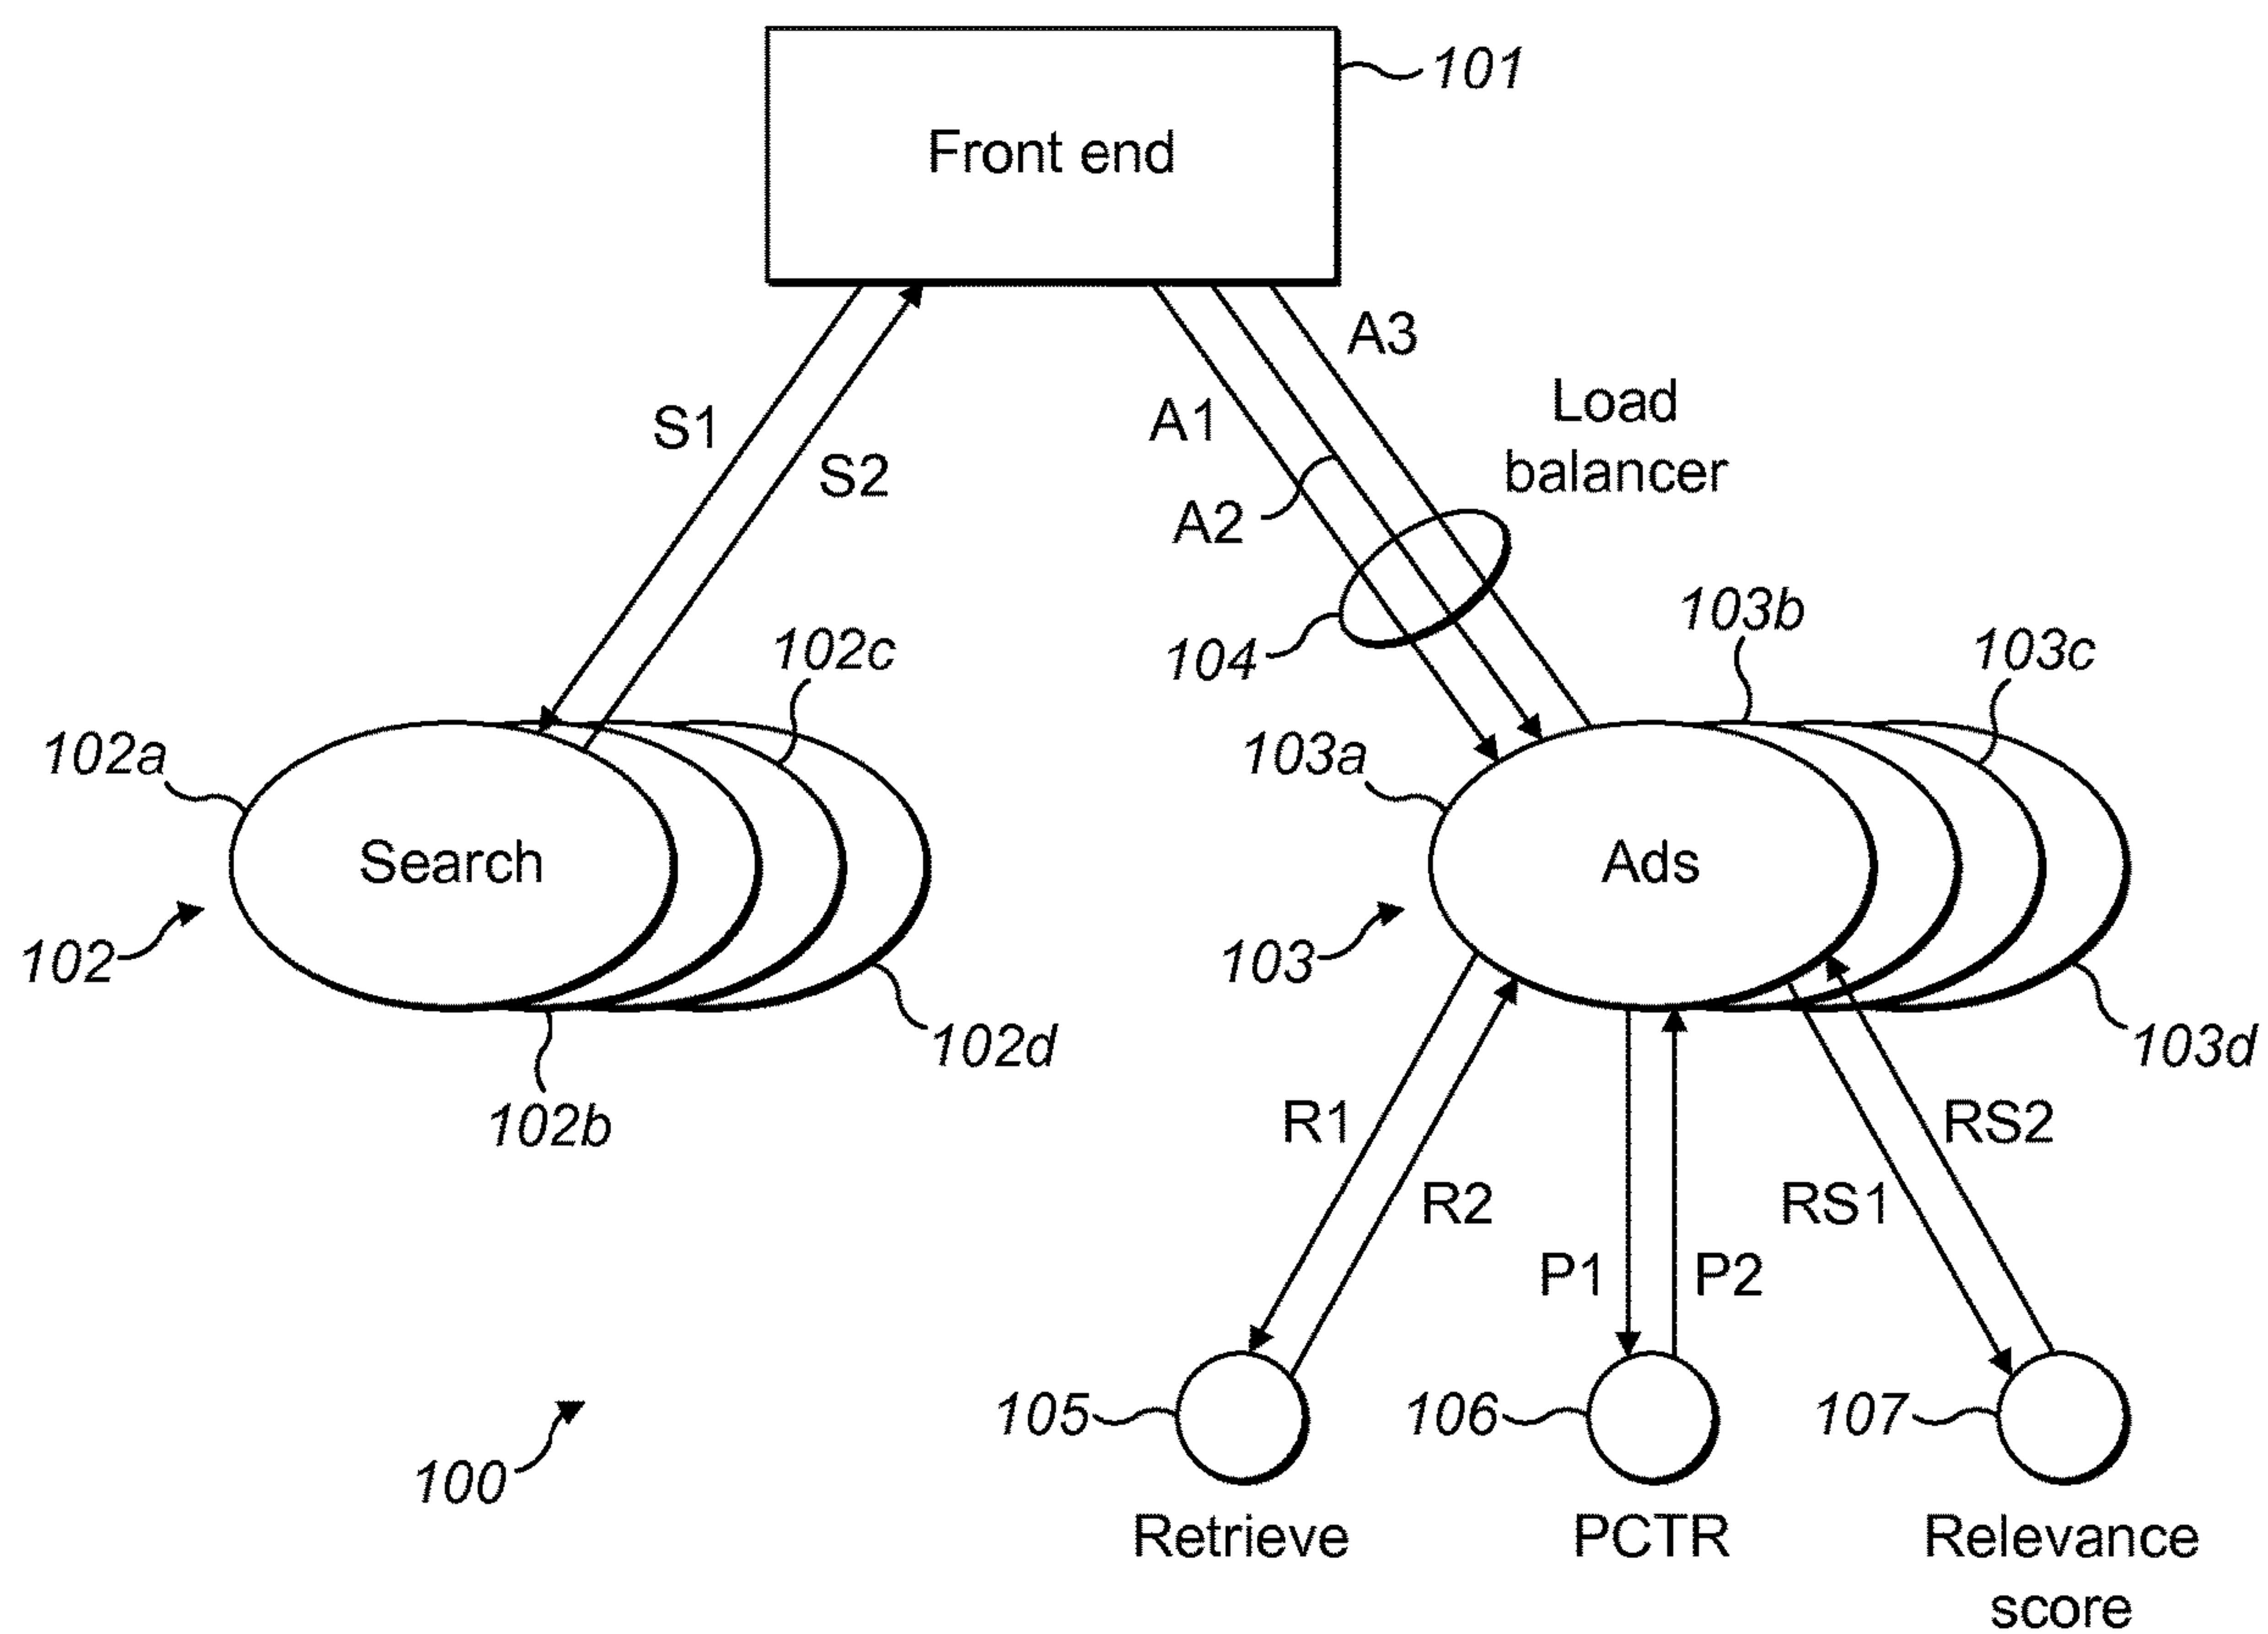 101
Front end
A3
S1
A1
Load
balancer
S2
A2
102c
104
103b
103c
102a
103a
Search
Ads
102
103
102d
103d
102b
R1
RS2
R2
RS1
P1
P2
105
106
107
100
Retrieve
PCTR
Relevance
score